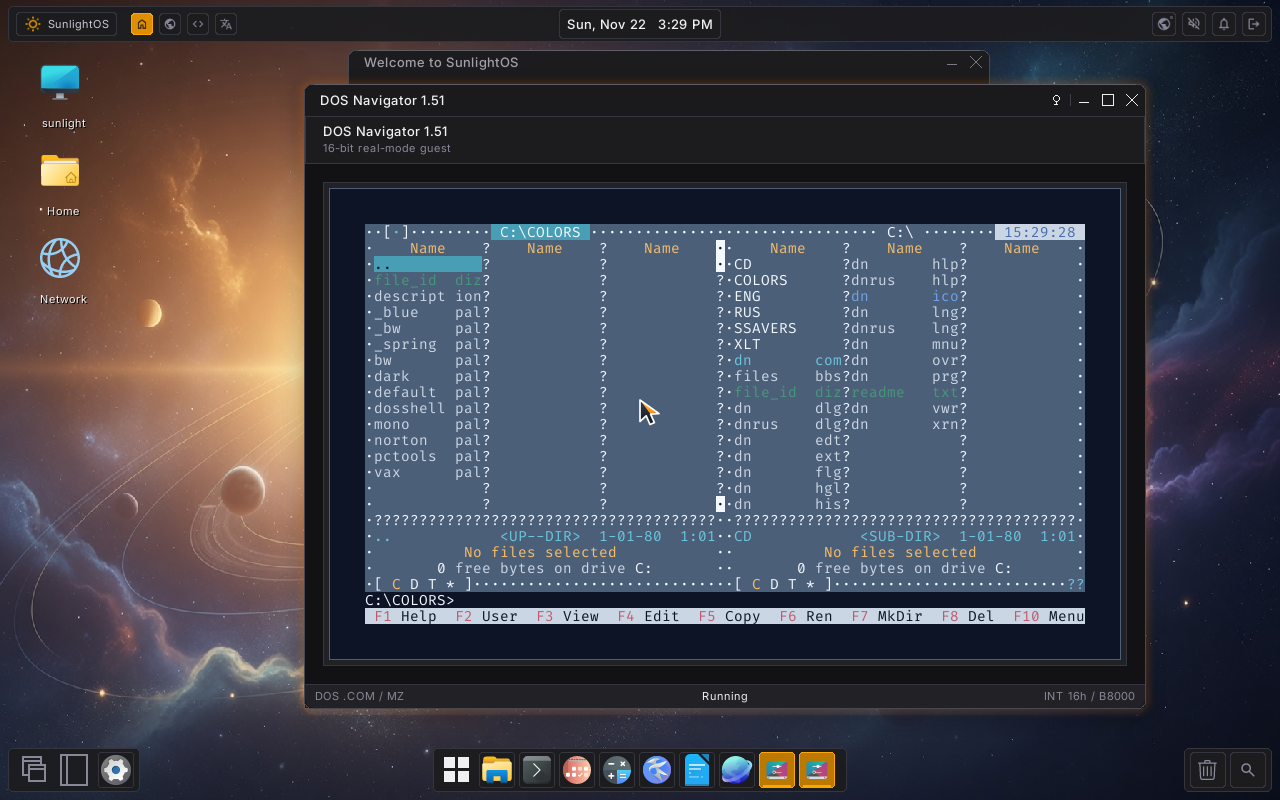 SunlightOS
Sun, Nov 22 3:29 PM
Welcome to SunlightOS
sunlight
Home
Network
DOS Navigator 1.51
DOS Navigator 1.51
16-bit real-mode guest
··[·]········· C:\COLORS ································· C:\ ········ 15:29:28
· Name ? Name ? Name · · Name ? Name ? Name ·
·.. ? ? · ·CD ?dn hlp? ·
·file_id diz? ? ?·COLORS ?dnrus hlp? ·
·descript ion? ? ?·ENG ?dn ico? ·
·_blue pal? ? ?·RUS ?dn lng? ·
·_bw pal? ? ?·SSAVERS ?dnrus lng? ·
·_spring pal? ? ?·XLT ?dn mnu? ·
·bw pal? ? ?·dn com?dn ovr? ·
·dark pal? ? ?·files bbs?dn prg? ·
·default pal? ? ?·file_id diz?readme txt? ·
·dosshell pal? ? ?·dn dlg?dn vwr? ·
·mono pal? ? ?·dnrus dlg?dn xrn? ·
·norton pal? ? ?·dn edt? ? ·
·pctools pal? ? ?·dn ext? ? ·
·vax pal? ? ?·dn flg? ? ·
· ? ? ?·dn hgl? ? ·
· ? ? ··dn his? ? ·
·??????????????????????????????????????··??????????????????????????????????????·
·.. <UP--DIR> 1-01-80 1:01··CD <SUB-DIR> 1-01-80 1:01·
· No files selected ·· No files selected ·
· 0 free bytes on drive C: ·· 0 free bytes on drive C: ·
·[ C D T * ]·····························[ C D T * ]··························??
C:\COLORS>
F1 Help F2 User F3 View F4 Edit F5 Copy F6 Ren F7 MkDir F8 Del F10 Menu
DOS .COM / MZ
Running
INT 16h / B8000